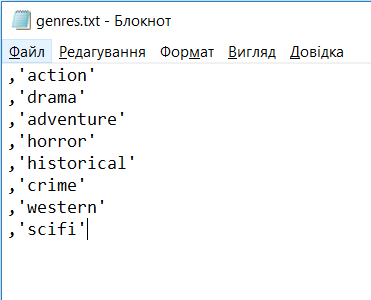 genres.txt - Блокнот
Файл Редагування Формат Вигляд Довідка
,'action'
,'drama'
,'adventure'
,'horror'
,'historical'
,'crime'
,'western'
,'scifi'